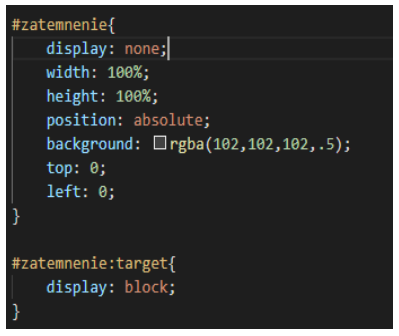 #zatemnenie{
    display: none;
    width: 100%;
    height: 100%;
    position: absolute;
    background: rgba(102,102,102,.5);
    top: 0;
    left: 0;
}

#zatemnenie:target{
    display: block;
}